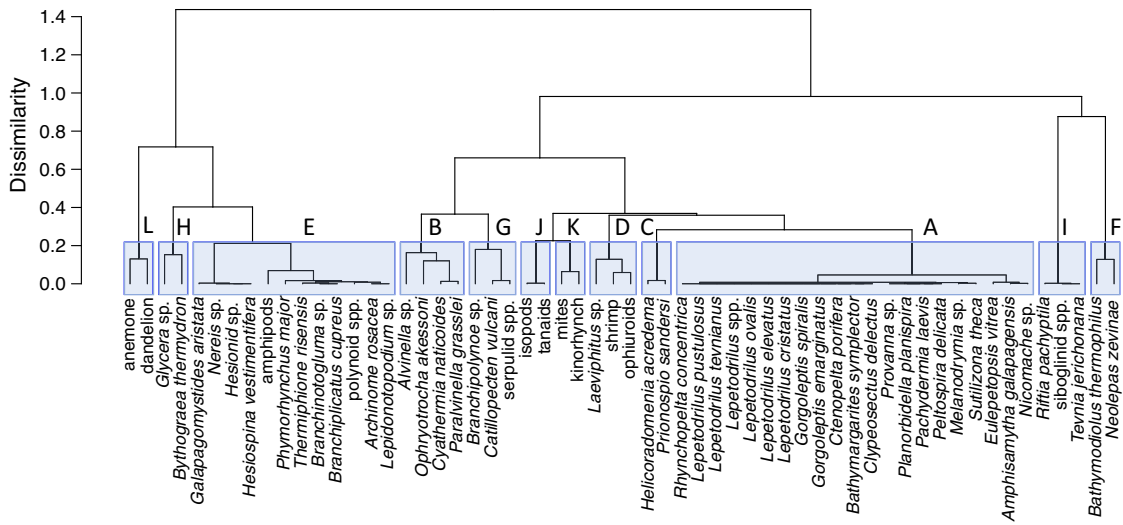 Dissimilarity
1.4
1.2
1.0
0.8
0.6
0.4
0.2
0.0
L
H
E
B
G
J
K
D
C
A
I
F
anemone
dandelion
Glycera sp.
Bythograea thermydron
Galapagomystides aristata
Nereis sp.
Hesionid sp.
Hesiospina vestimentifera
amphipods
Phymorhynchus major
Thermiphione risensis
Branchinotogluma sp.
Branchiplicatus cupreus
polynoid spp.
Archinome rosacea
Lepidonotopodium sp.
Alvinella sp.
Ophryotrocha akessoni
Cyathermia naticoides
Paralvinella grasslei
Branchipolynoe sp.
Catillopecten vulcani
serpulid spp.
isopods
tanaids
mites
kinorhynch
Laeviphitus sp.
shrimp
ophiuroids
Helicoradomenia acredema
Prionospio sandersi
Rhynchopelta concentrica
Lepetodrilus pustulosus
Lepetodrilus tevnianus
Lepetodrilus spp.
Lepetodrilus ovalis
Lepetodrilus elevatus
Lepetodrilus cristatus
Gorgoleptis spiralis
Gorgoleptis emarginatus
Ctenopelta porifera
Bathymargarites symplector
Clypeosectus delectus
Provanna sp.
Planorbidella planispira
Pachydermia laevis
Peltospira delicata
Melanodrymia sp.
Sutilizona theca
Eulepetopsis vitrea
Amphisamytha galapagensis
Nicomache sp.
Riftia pachyptila
siboglinid spp.
Tevnia jerichonana
Bathymodiolus thermophilus
Neolepas zevinae